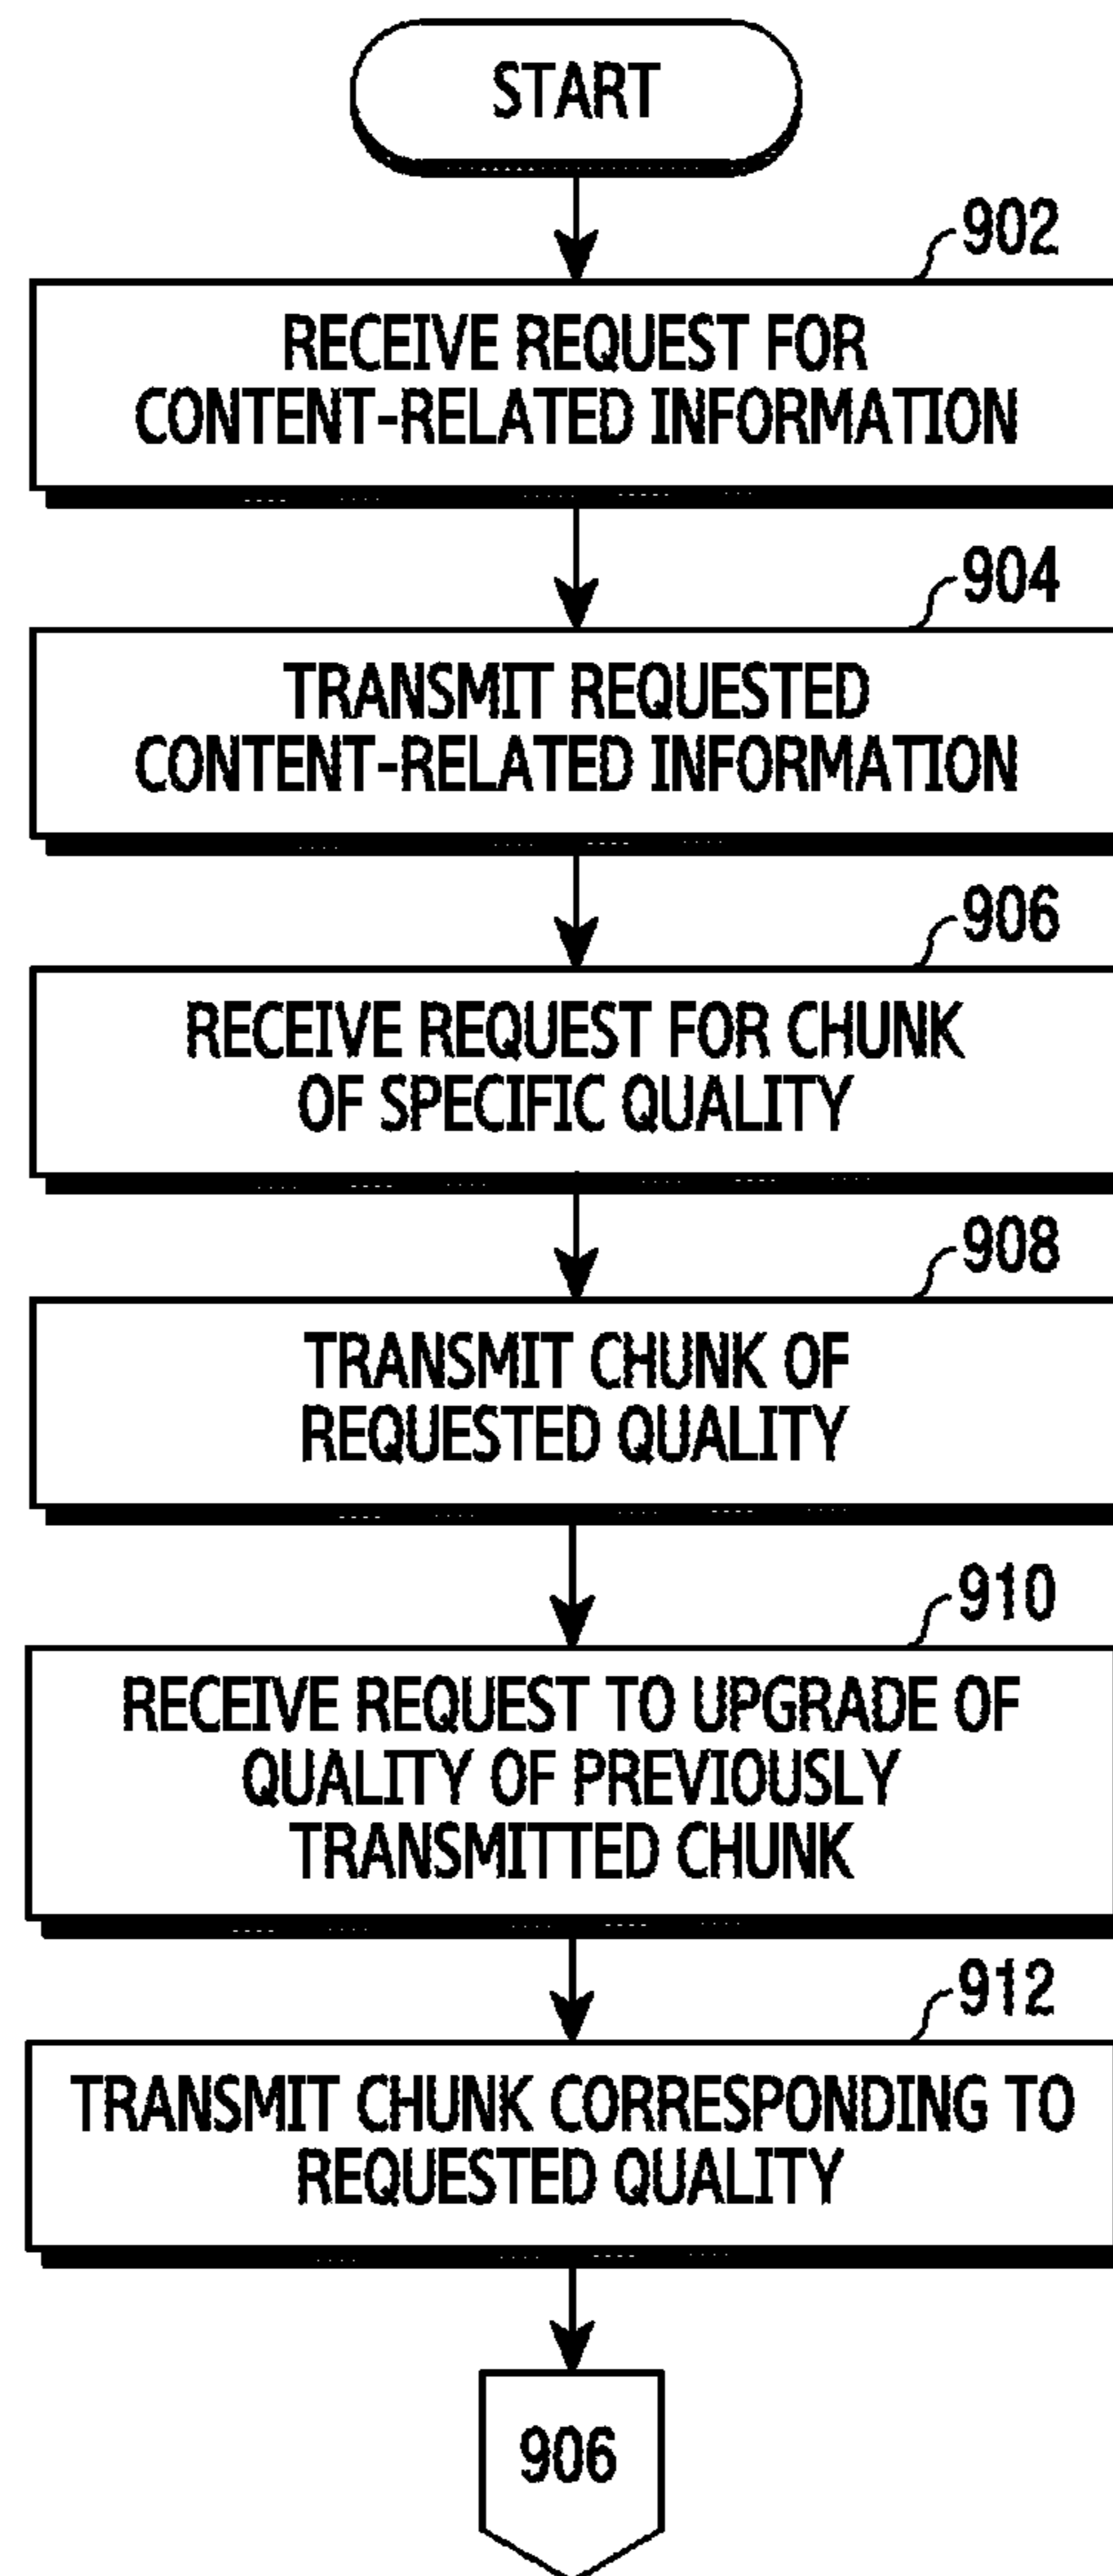 START
902
RECEIVE REQUEST FOR
CONTENT-RELATED INFORMATION
904
TRANSMIT REQUESTED
CONTENT-RELATED INFORMATION
906
RECEIVE REQUEST FOR CHUNK
OF SPECIFIC QUALITY
908
TRANSMIT CHUNK OF
REQUESTED QUALITY
910
RECEIVE REQUEST TO UPGRADE OF
QUALITY OF PREVIOUSLY
TRANSMITTED CHUNK
912
TRANSMIT CHUNK CORRESPONDING TO
REQUESTED QUALITY
906